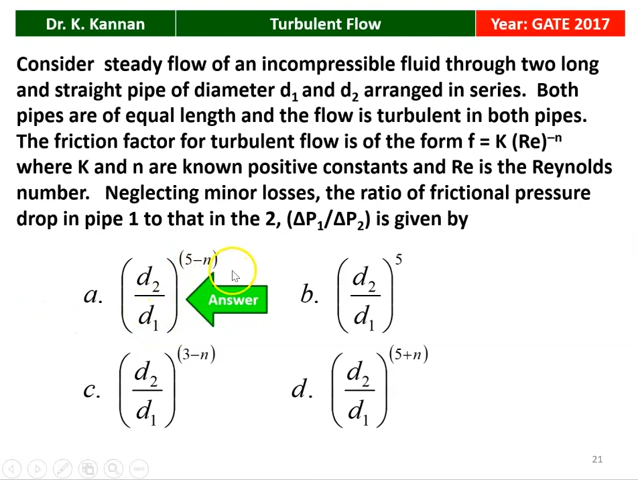 Dr. K. Kannan Turbulent Flow Year: GATE 2017
Consider steady flow of an incompressible fluid through two long
and straight pipe of diameter d₁ and d₂ arranged in series. Both
pipes are of equal length and the flow is turbulent in both pipes.
The friction factor for turbulent flow is of the form f = K (Re)⁻ⁿ
where K and n are known positive constants and Re is the Reynolds
number. Neglecting minor losses, the ratio of frictional pressure
drop in pipe 1 to that in the 2, (ΔP₁/ΔP₂) is given by
a. (d₂/d₁)^(5−n) Answer b. (d₂/d₁)^5
c. (d₂/d₁)^(3−n) d. (d₂/d₁)^(5+n)
21